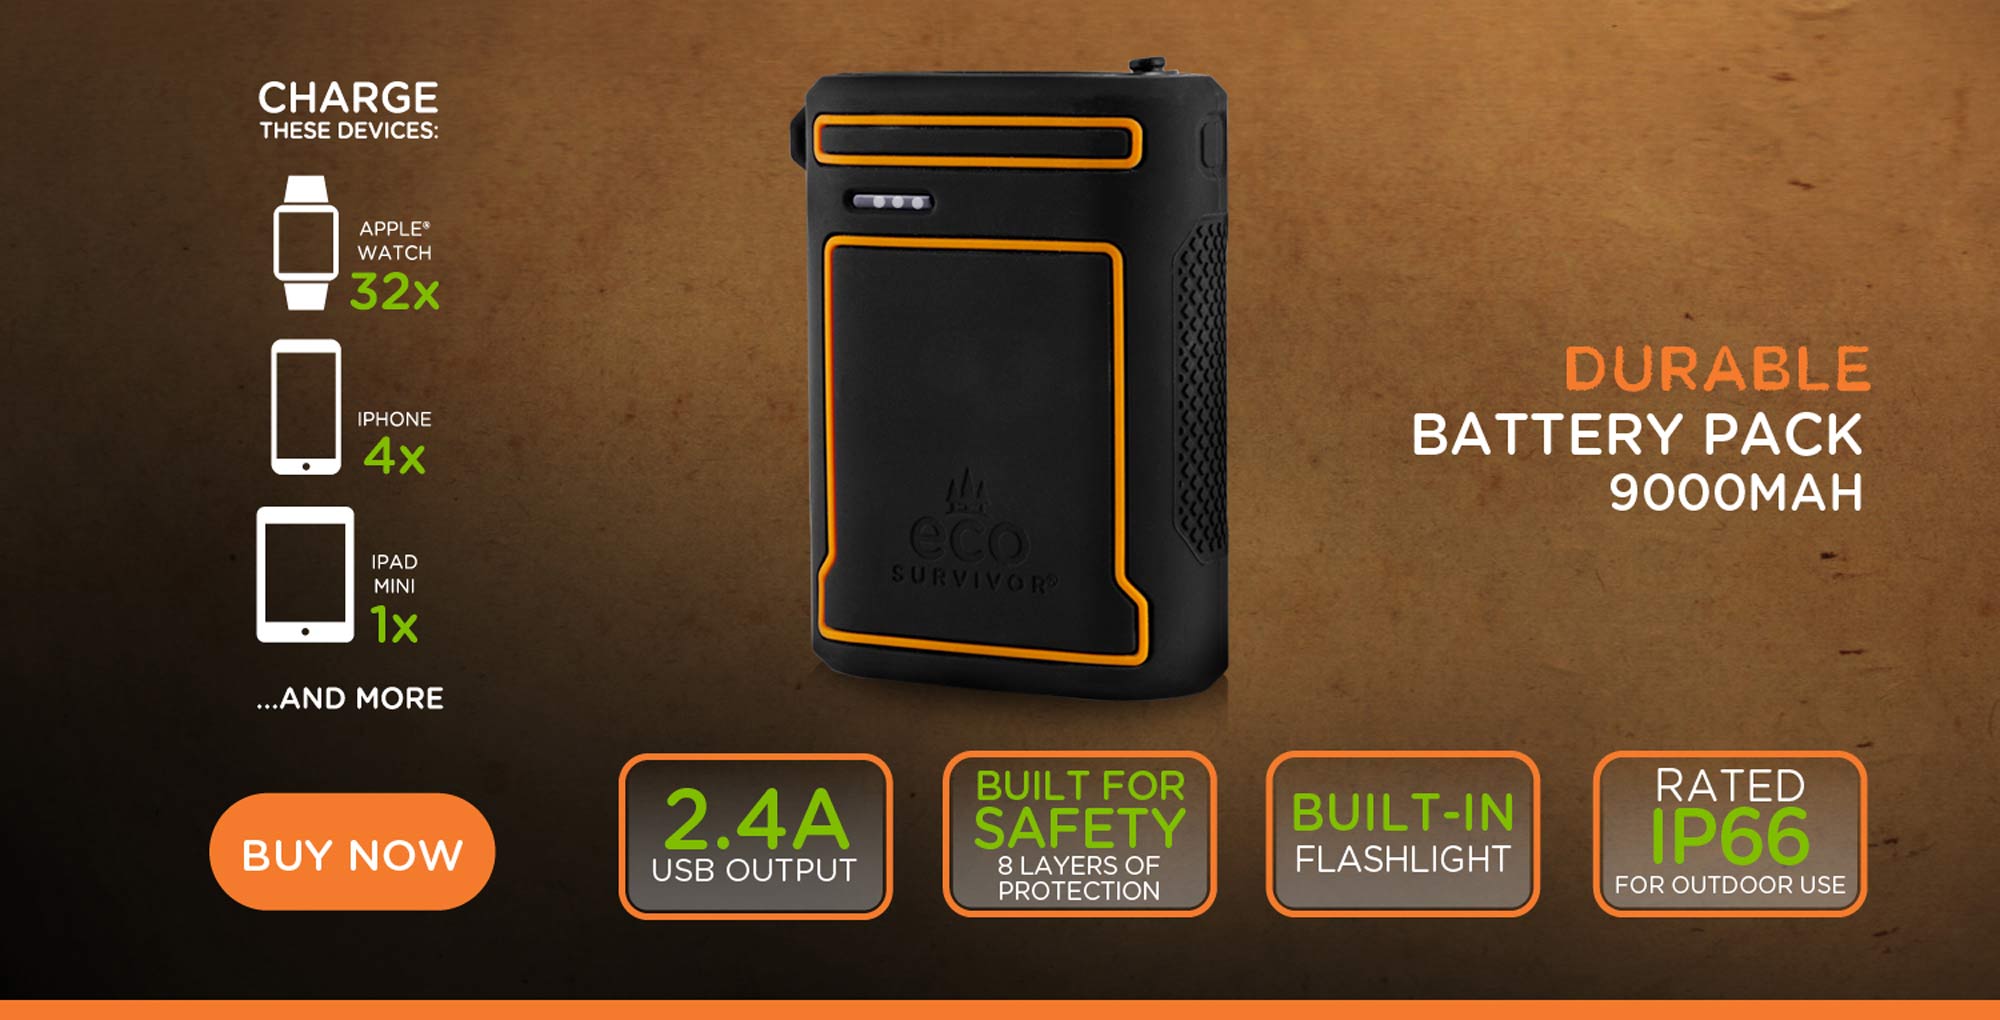 CHARGE
THESE DEVICES:
APPLE®
WATCH
32x
IPHONE
4x
IPAD
MINI
1x
...AND MORE
BUY NOW
eco
SURVIVOR®
DURABLE
BATTERY PACK
9000MAH
2.4A
USB OUTPUT
BUILT FOR
SAFETY
8 LAYERS OF
PROTECTION
BUILT-IN
FLASHLIGHT
RATED
IP66
FOR OUTDOOR USE